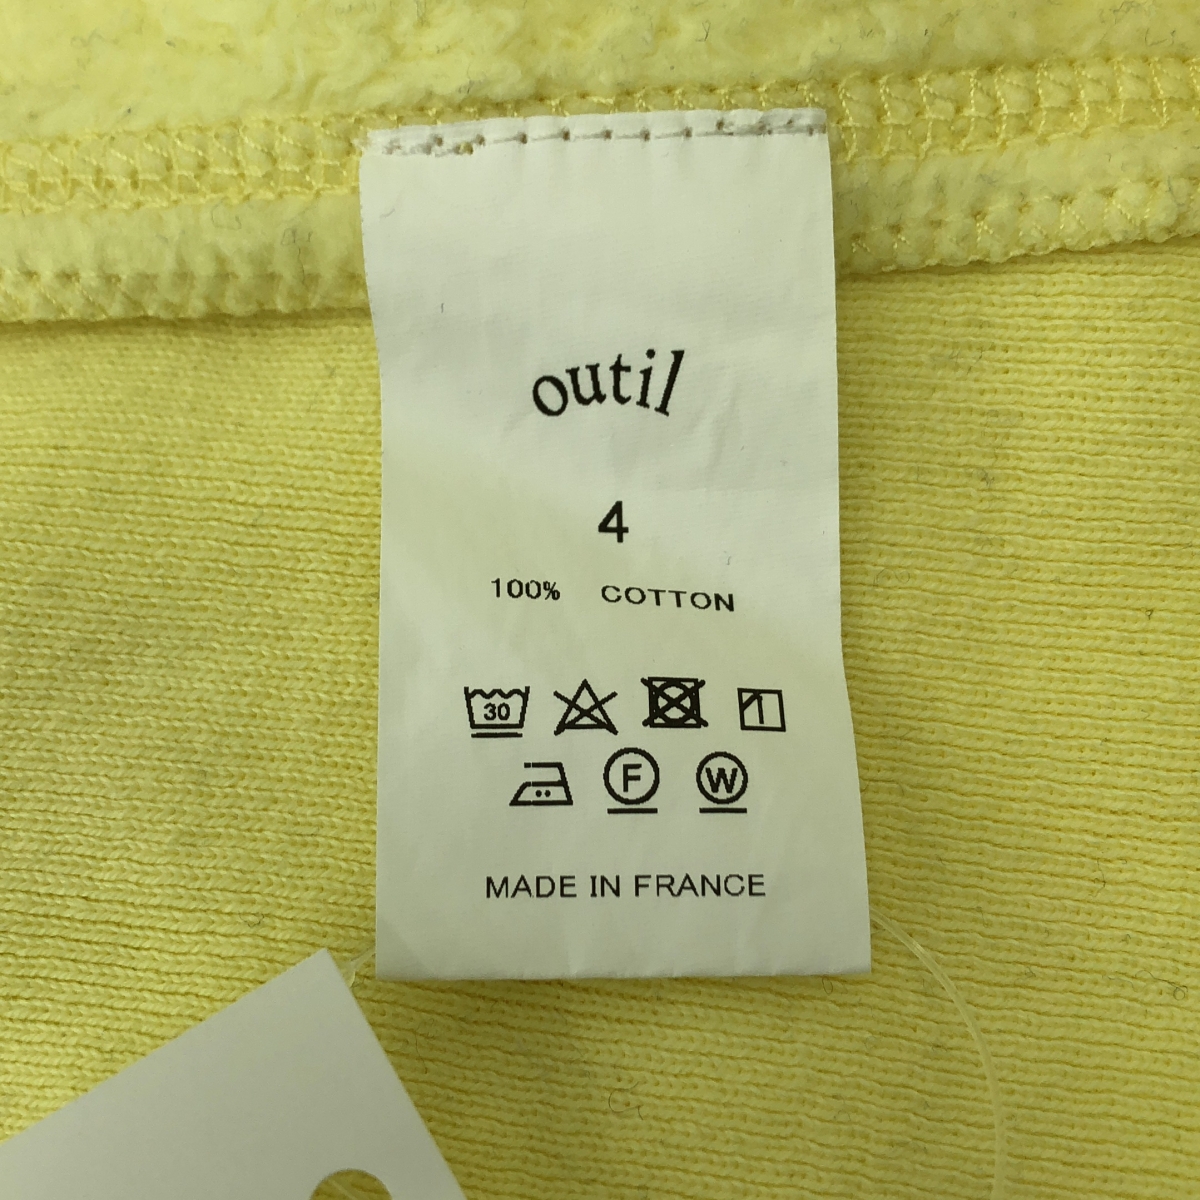 outil
4
100% COTTON
30
F W
MADE IN FRANCE